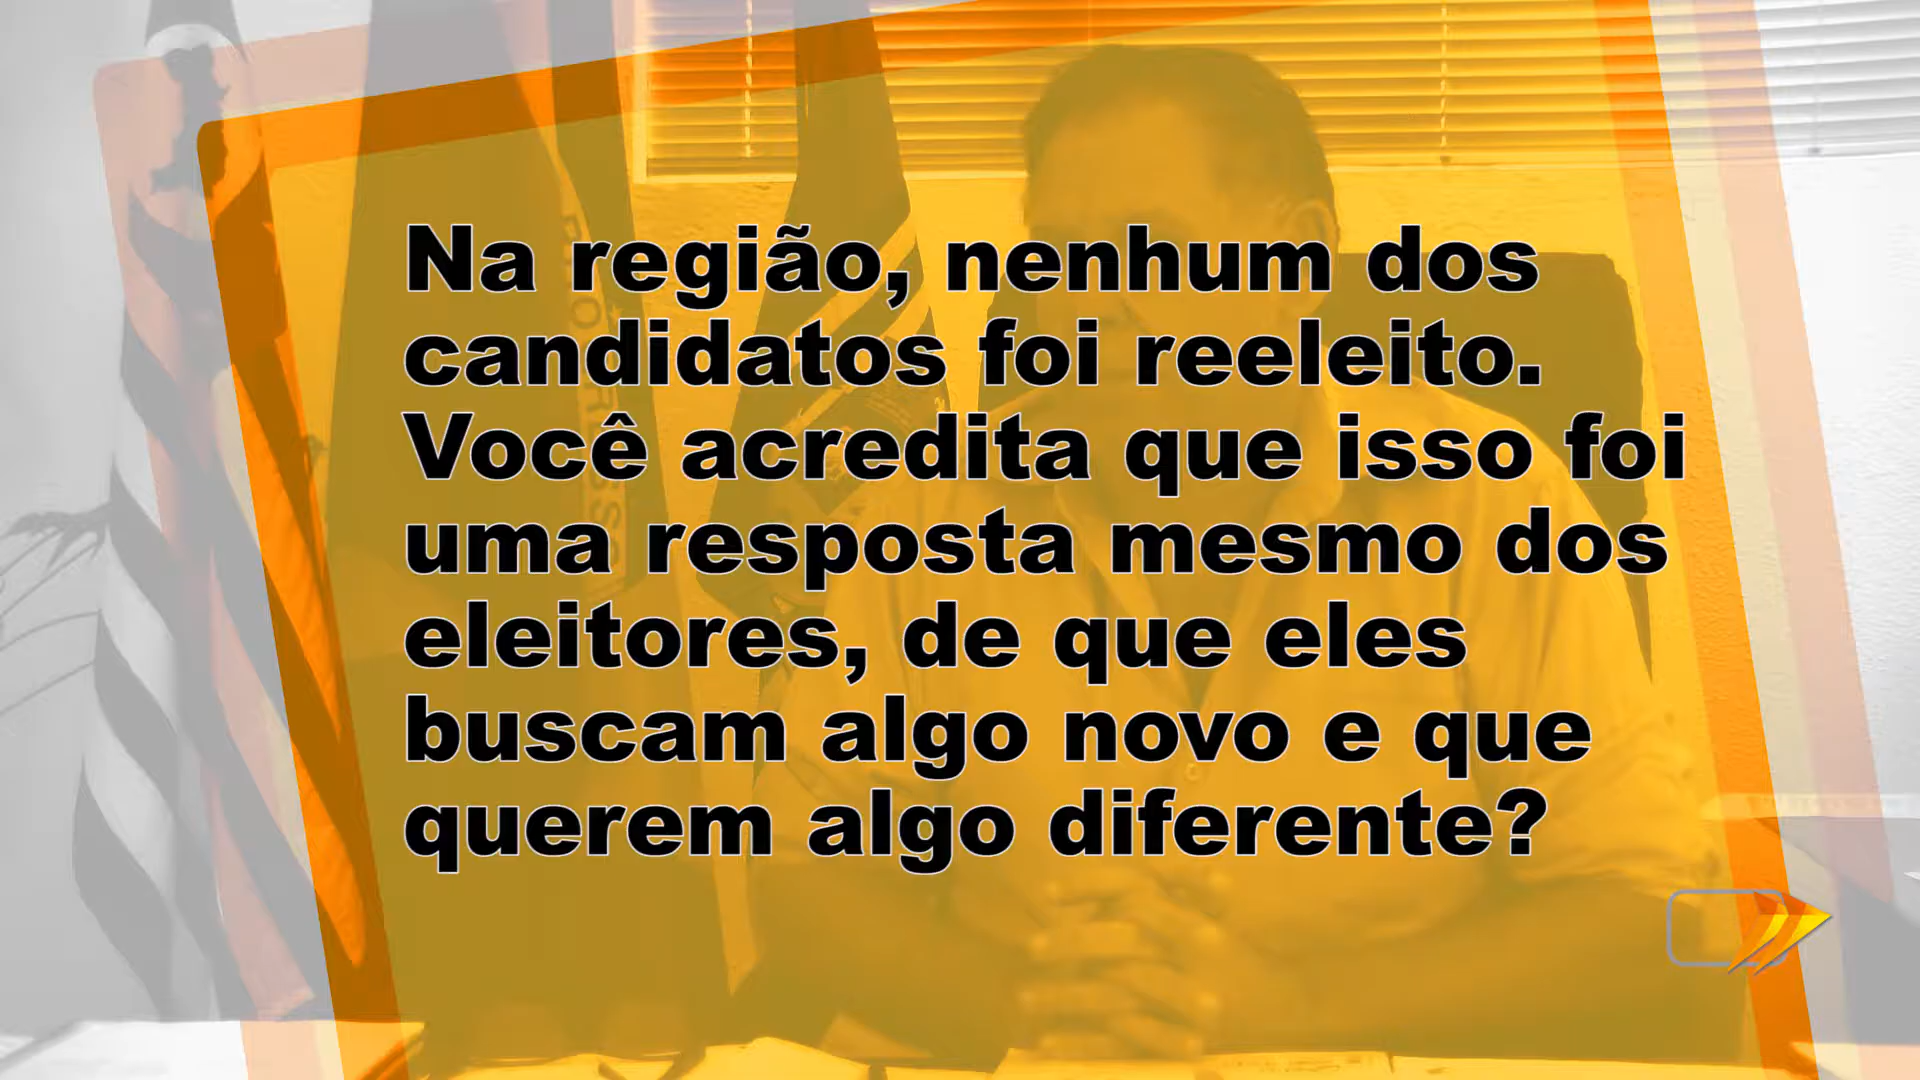 Na região, nenhum dos
candidatos foi reeleito.
Você acredita que isso foi
uma resposta mesmo dos
eleitores, de que eles
buscam algo novo e que
querem algo diferente?